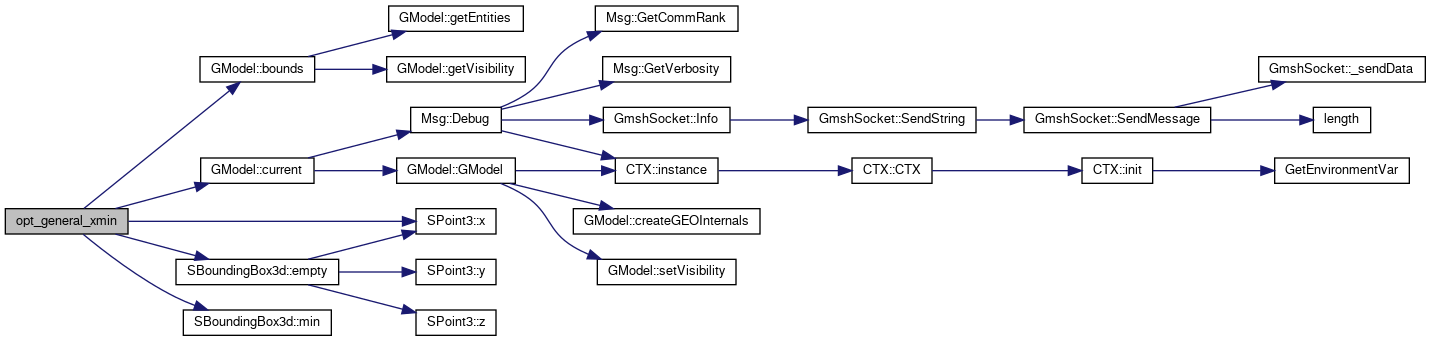 opt_general_xmin
GModel::bounds
GModel::getEntities
GModel::getVisibility
GModel::current
Msg::Debug
Msg::GetCommRank
Msg::GetVerbosity
GmshSocket::Info
GmshSocket::SendString
GmshSocket::SendMessage
GmshSocket::_sendData
length
GModel::GModel
CTX::instance
CTX::CTX
CTX::init
GetEnvironmentVar
GModel::createGEOInternals
GModel::setVisibility
SPoint3::x
SBoundingBox3d::empty
SPoint3::y
SPoint3::z
SBoundingBox3d::min